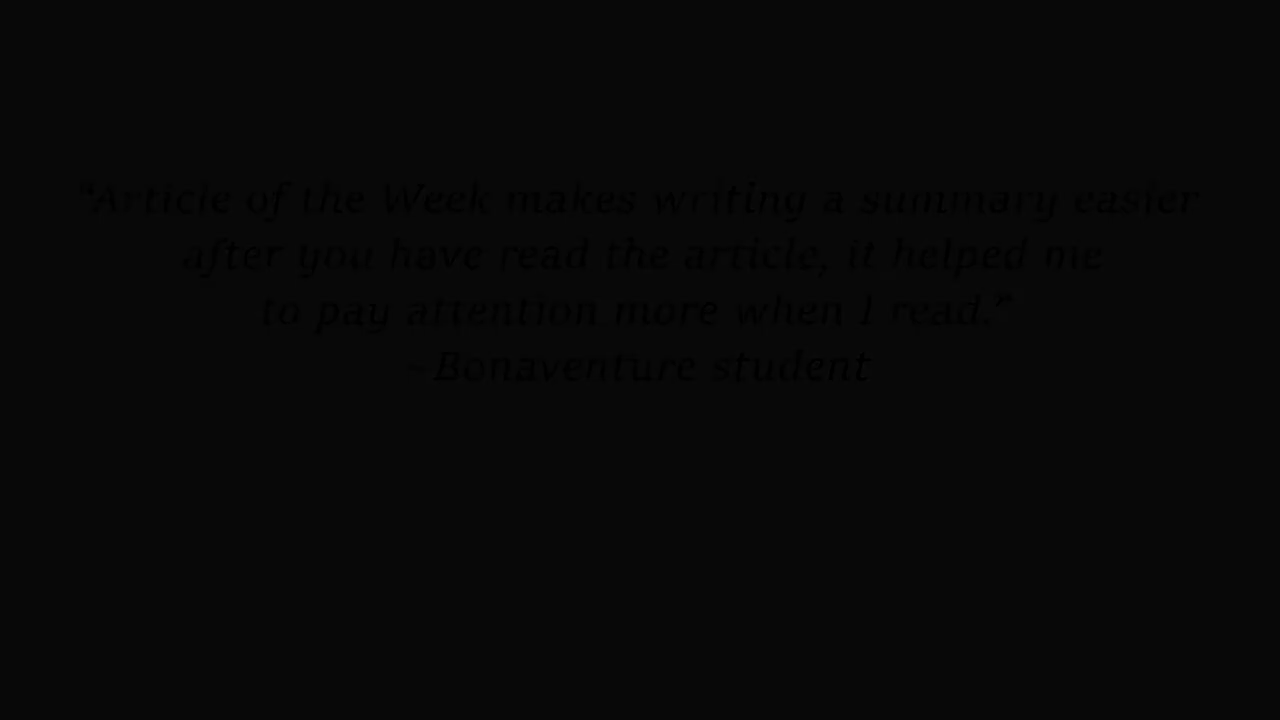 "Article of the Week makes writing a summary easier
after you have read the article, it helped me
to pay attention more when I read."
-Bonaventure student